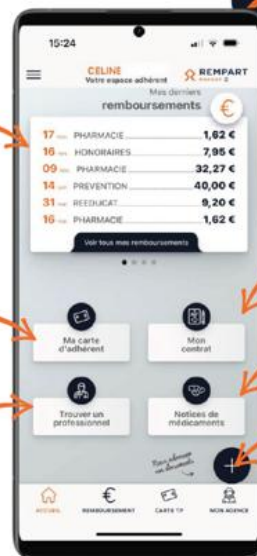 15:24
CELINE
Votre espace adhérent
REMPART
Mes derniers
remboursements
€
17 PHARMACIE 1,62 €
16 HONORAIRES 7,95 €
09 PHARMACIE 32,27 €
14 PREVENTION 40,00 €
31 REEDUCAT 9,20 €
16 PHARMACIE 1,62 €
Voir tous mes remboursements
Ma carte
d'adhérent
Mon
contrat
Trouver un
professionnel
Notices de
médicaments
+
ACCUEIL
REMBOURSEMENT
CARTE TP
MON AGENCE